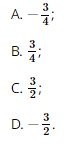 A. −3/4;
B. 3/4;
C. 3/2;
D. −3/2.